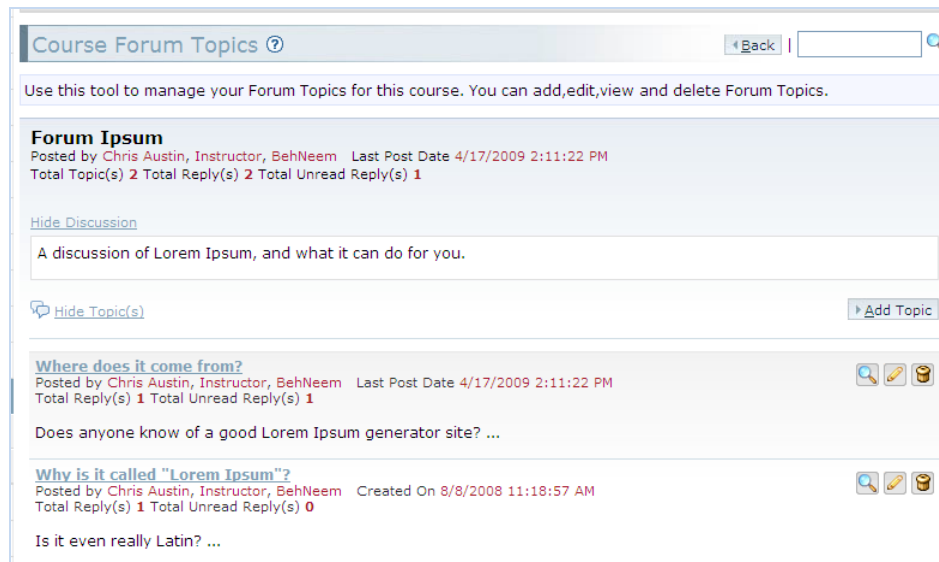 Course Forum Topics ?
Back |
Use this tool to manage your Forum Topics for this course. You can add,edit,view and delete Forum Topics.
Forum Ipsum
Posted by Chris Austin, Instructor, BehNeem Last Post Date 4/17/2009 2:11:22 PM
Total Topic(s) 2 Total Reply(s) 2 Total Unread Reply(s) 1
Hide Discussion
A discussion of Lorem Ipsum, and what it can do for you.
Hide Topic(s)
Add Topic
Where does it come from?
Posted by Chris Austin, Instructor, BehNeem Last Post Date 4/17/2009 2:11:22 PM
Total Reply(s) 1 Total Unread Reply(s) 1
Does anyone know of a good Lorem Ipsum generator site? ...
Why is it called "Lorem Ipsum"?
Posted by Chris Austin, Instructor, BehNeem Created On 8/8/2008 11:18:57 AM
Total Reply(s) 1 Total Unread Reply(s) 0
Is it even really Latin? ...